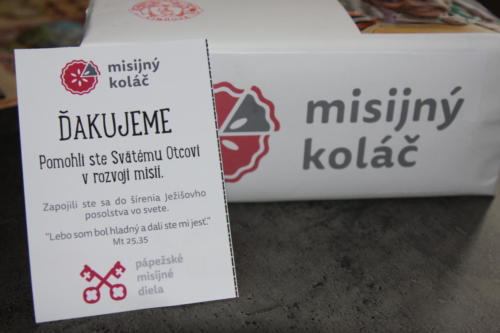 misijný
koláč
ĎAKUJEME
Pomohli ste Svätému Otcovi
v rozvoji misií.
Zapojili ste sa do šírenia Ježišovho
posolstva vo svete.
"Lebo som bol hladný a dali ste mi jesť."
Mt 25,35
pápežské
misijné
diela
misijný
koláč